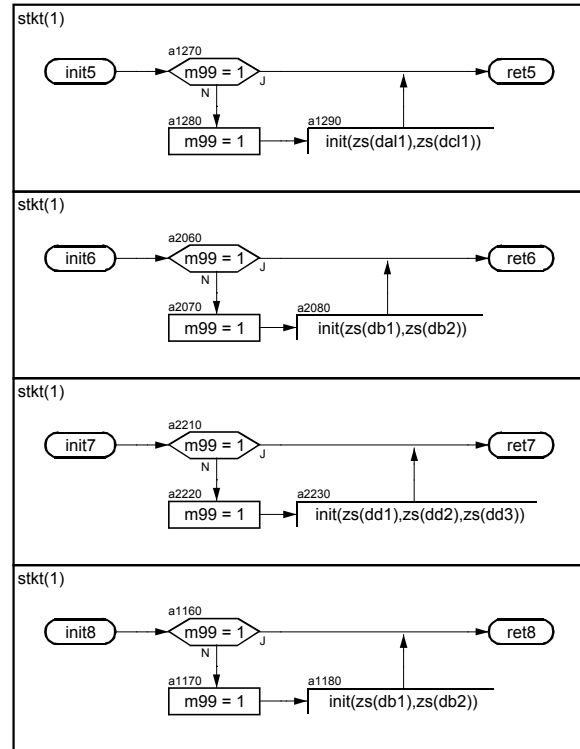 stkt(1)
a1270
init5
m99 = 1
ret5
N
J
a1280
a1290
m99 = 1
init(zs(dal1),zs(dcl1))
stkt(1)
a2060
init6
m99 = 1
ret6
N
J
a2070
a2080
m99 = 1
init(zs(db1),zs(db2))
stkt(1)
a2210
init7
m99 = 1
ret7
N
J
a2220
a2230
m99 = 1
init(zs(dd1),zs(dd2),zs(dd3))
stkt(1)
a1160
init8
m99 = 1
ret8
N
J
a1170
a1180
m99 = 1
init(zs(db1),zs(db2))